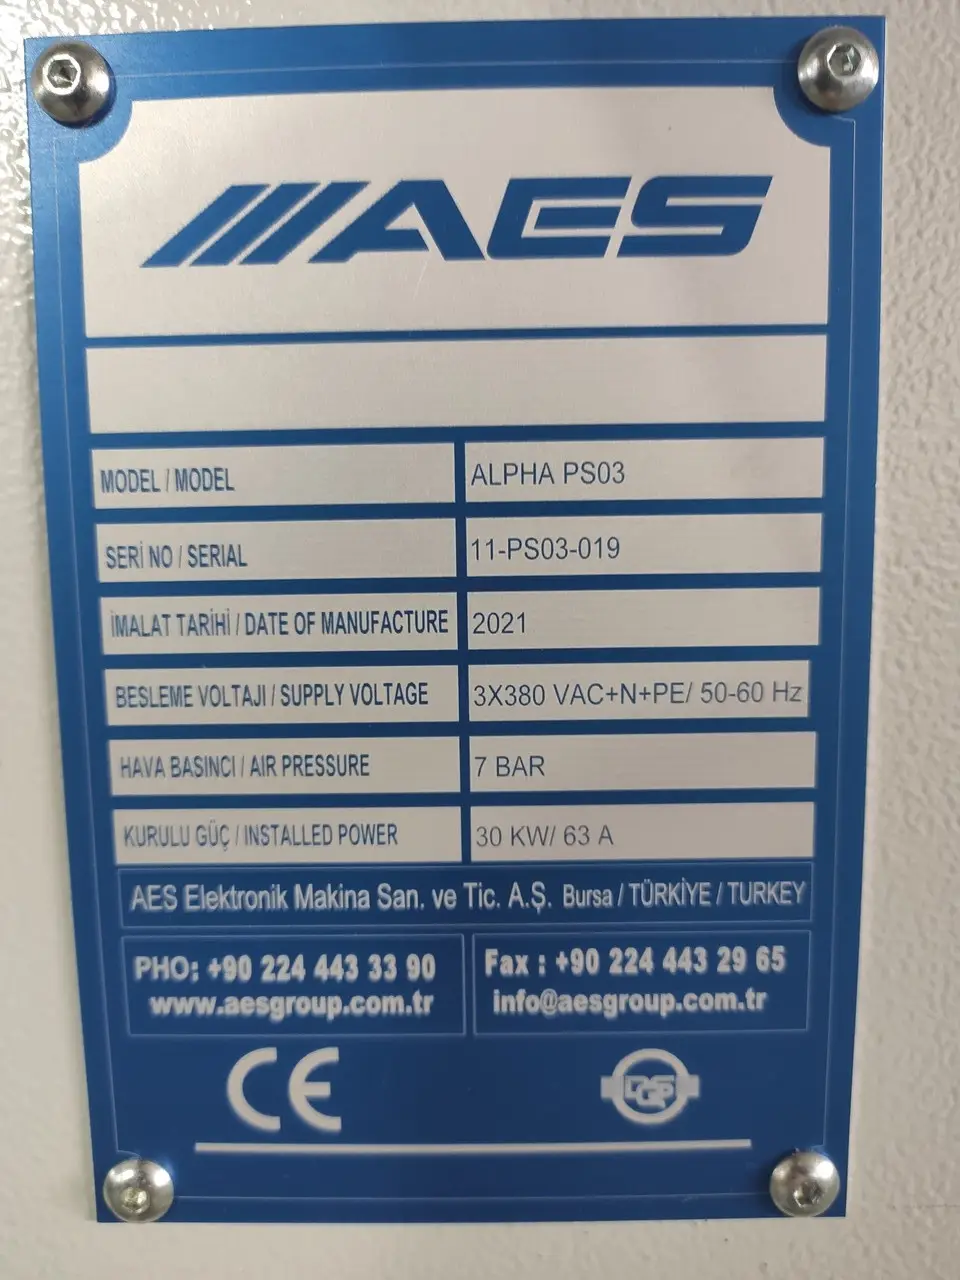 AES
MODEL / MODEL ALPHA PS03
SERİ NO / SERIAL 11-PS03-019
İMALAT TARİHİ / DATE OF MANUFACTURE 2021
BESLEME VOLTAJI / SUPPLY VOLTAGE 3X380 VAC+N+PE/ 50-60 Hz
HAVA BASINCI / AIR PRESSURE 7 BAR
KURULU GÜÇ / INSTALLED POWER 30 KW/ 63 A
AES Elektronik Makina San. ve Tic. A.Ş. Bursa / TÜRKİYE / TURKEY
PHO: +90 224 443 33 90 Fax : +90 224 443 29 65
www.aesgroup.com.tr info@aesgroup.com.tr
CE DQS